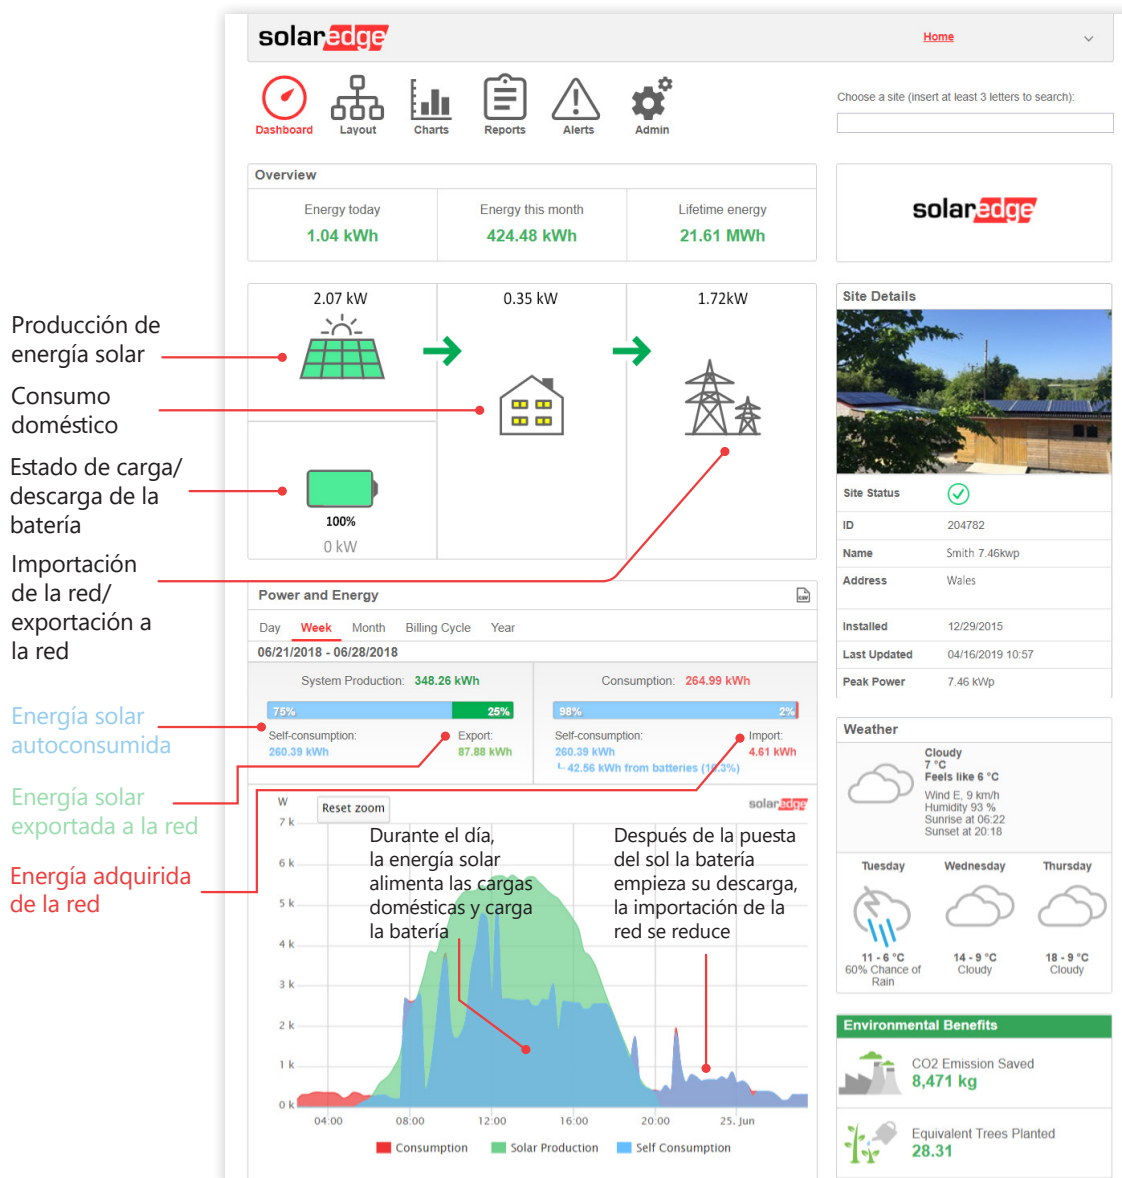 solaredge
Home
Dashboard
Layout
Charts
Reports
Alerts
Admin
Choose a site (insert at least 3 letters to search):
Overview
Energy today
1.04 kWh
Energy this month
424.48 kWh
Lifetime energy
21.61 MWh
solaredge
Producción de
energía solar
Consumo
doméstico
Estado de carga/
descarga de la
batería
Importación
de la red/
exportación a
la red
Energía solar
autoconsumida
Energía solar
exportada a la red
Energía adquirida
de la red
2.07 kW
0.35 kW
1.72kW
100%
0 kW
Power and Energy
CSV
Day Week Month Billing Cycle Year
06/21/2018 - 06/28/2018
System Production: 348.26 kWh
75% 25%
Self-consumption:
260.39 kWh
Export:
87.88 kWh
Consumption: 264.99 kWh
98% 2%
Self-consumption:
260.39 kWh
42.56 kWh from batteries (16.3%)
Import:
4.61 kWh
W
Reset zoom
solaredge
7 k
6 k
5 k
4 k
3 k
2 k
1 k
0 k
Durante el día,
la energía solar
alimenta las cargas
domésticas y carga
la batería
Después de la puesta
del sol la batería
empieza su descarga,
la importación de la
red se reduce
04:00 08:00 12:00 16:00 20:00 25. Jun
Consumption Solar Production Self Consumption
Site Details
Site Status
ID 204782
Name Smith 7.46kwp
Address Wales
Installed 12/29/2015
Last Updated 04/16/2019 10:57
Peak Power 7.46 kWp
Weather
Cloudy
7 °C
Feels like 6 °C
Wind E, 9 km/h
Humidity 93 %
Sunrise at 06:22
Sunset at 20:18
Tuesday
11 - 6 °C
60% Chance of
Rain
Wednesday
14 - 9 °C
Cloudy
Thursday
18 - 9 °C
Cloudy
Environmental Benefits
CO2 Emission Saved
8,471 kg
Equivalent Trees Planted
28.31